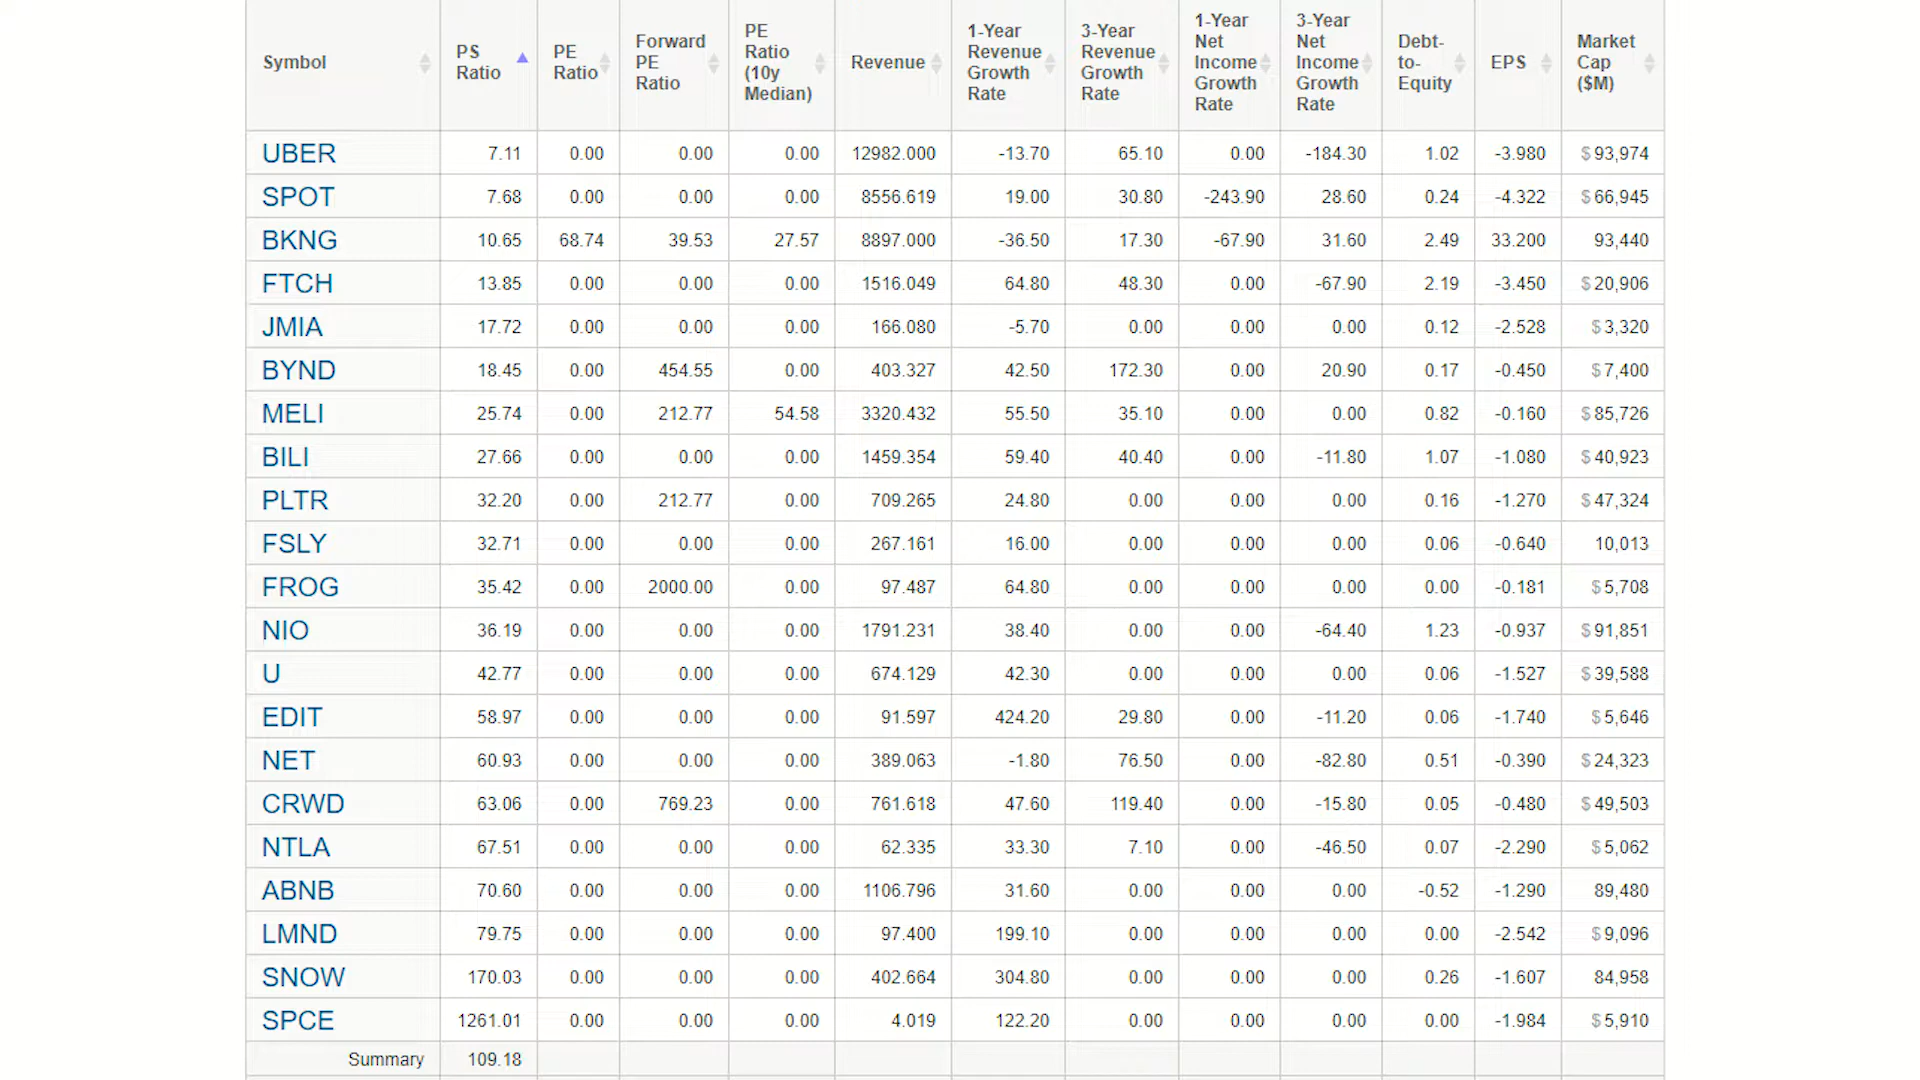 Symbol PS Ratio PE Ratio Forward PE Ratio PE Ratio (10y Median) Revenue 1-Year Revenue Growth Rate 3-Year Revenue Growth Rate 1-Year Net Income Growth Rate 3-Year Net Income Growth Rate Debt-to-Equity EPS Market Cap ($M)
UBER 7.11 0.00 0.00 0.00 12982.000 -13.70 65.10 0.00 -184.30 1.02 -3.980 $ 93,974
SPOT 7.68 0.00 0.00 0.00 8556.619 19.00 30.80 -243.90 28.60 0.24 -4.322 $ 66,945
BKNG 10.65 68.74 39.53 27.57 8897.000 -36.50 17.30 -67.90 31.60 2.49 33.200 93,440
FTCH 13.85 0.00 0.00 0.00 1516.049 64.80 48.30 0.00 -67.90 2.19 -3.450 $ 20,906
JMIA 17.72 0.00 0.00 0.00 166.080 -5.70 0.00 0.00 0.00 0.12 -2.528 $ 3,320
BYND 18.45 0.00 454.55 0.00 403.327 42.50 172.30 0.00 20.90 0.17 -0.450 $ 7,400
MELI 25.74 0.00 212.77 54.58 3320.432 55.50 35.10 0.00 0.00 0.82 -0.160 $ 85,726
BILI 27.66 0.00 0.00 0.00 1459.354 59.40 40.40 0.00 -11.80 1.07 -1.080 $ 40,923
PLTR 32.20 0.00 212.77 0.00 709.265 24.80 0.00 0.00 0.00 0.16 -1.270 $ 47,324
FSLY 32.71 0.00 0.00 0.00 267.161 16.00 0.00 0.00 0.00 0.06 -0.640 10,013
FROG 35.42 0.00 2000.00 0.00 97.487 64.80 0.00 0.00 0.00 0.00 -0.181 $ 5,708
NIO 36.19 0.00 0.00 0.00 1791.231 38.40 0.00 0.00 -64.40 1.23 -0.937 $ 91,851
U 42.77 0.00 0.00 0.00 674.129 42.30 0.00 0.00 0.00 0.06 -1.527 $ 39,588
EDIT 58.97 0.00 0.00 0.00 91.597 424.20 29.80 0.00 -11.20 0.06 -1.740 $ 5,646
NET 60.93 0.00 0.00 0.00 389.063 -1.80 76.50 0.00 -82.80 0.51 -0.390 $ 24,323
CRWD 63.06 0.00 769.23 0.00 761.618 47.60 119.40 0.00 -15.80 0.05 -0.480 $ 49,503
NTLA 67.51 0.00 0.00 0.00 62.335 33.30 7.10 0.00 -46.50 0.07 -2.290 $ 5,062
ABNB 70.60 0.00 0.00 0.00 1106.796 31.60 0.00 0.00 0.00 -0.52 -1.290 89,480
LMND 79.75 0.00 0.00 0.00 97.400 199.10 0.00 0.00 0.00 0.00 -2.542 $ 9,096
SNOW 170.03 0.00 0.00 0.00 402.664 304.80 0.00 0.00 0.00 0.26 -1.607 84,958
SPCE 1261.01 0.00 0.00 0.00 4.019 122.20 0.00 0.00 0.00 0.00 -1.984 $ 5,910
Summary 109.18